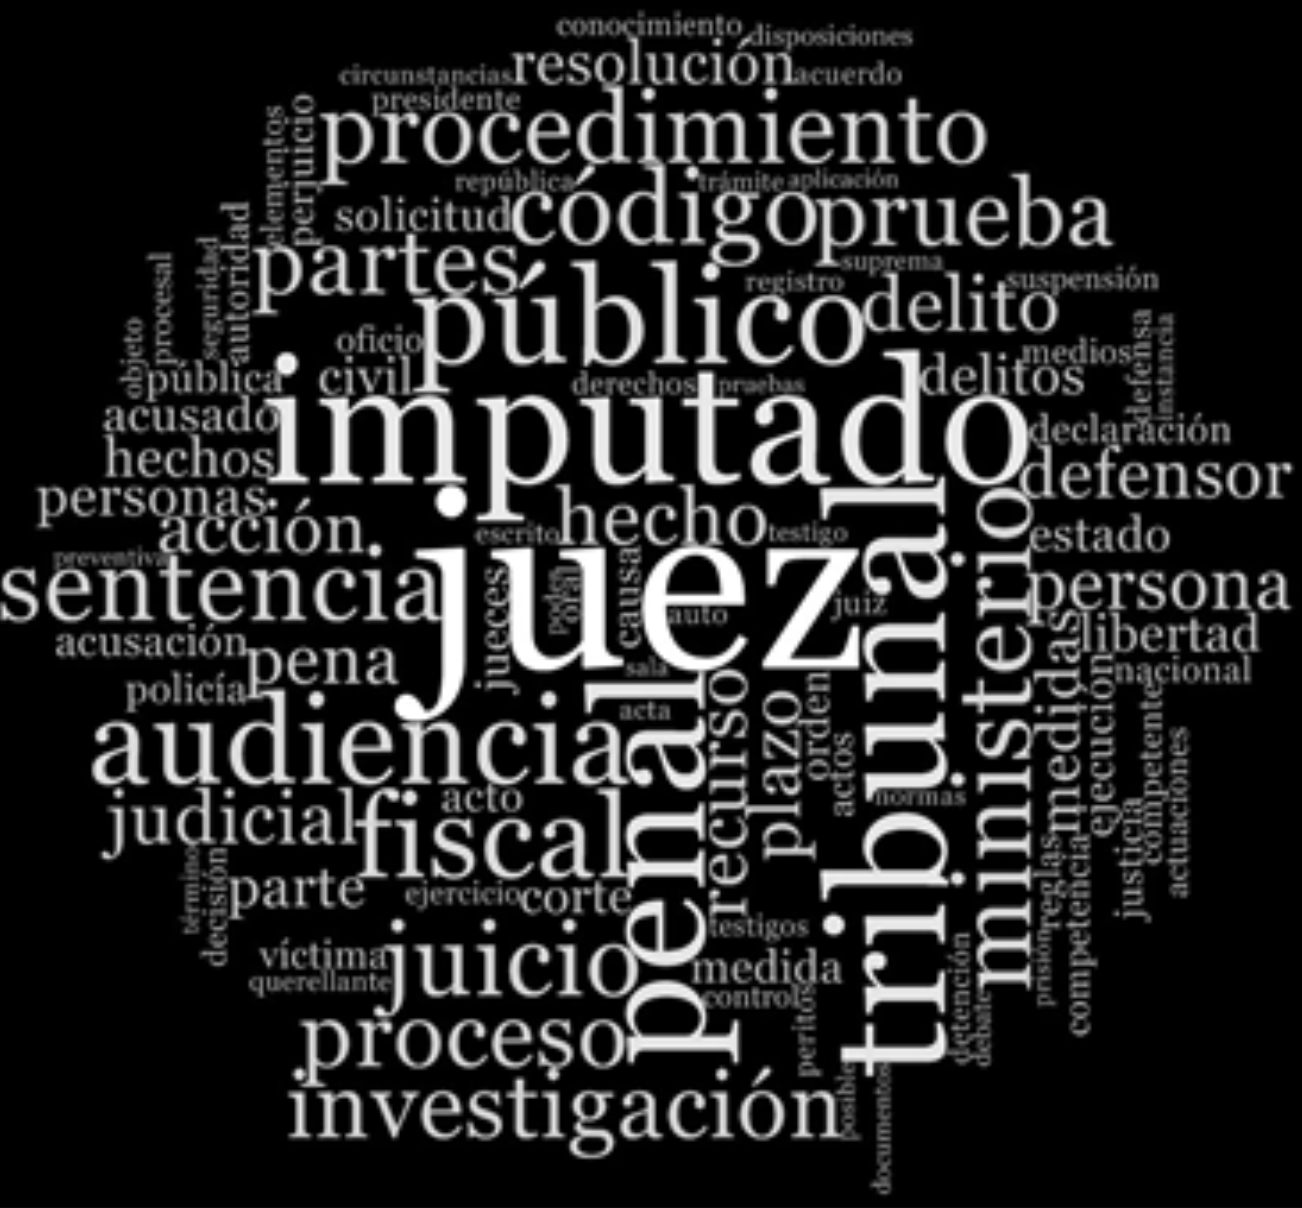 conocimiento
disposiciones
circunstancias
resolución
acuerdo
presidente
procedimiento
elementos
perjuicio
república
trámite
aplicación
solicitud
código
prueba
autoridad
seguridad
procesal
partes
público
suprema
registro
delito
suspensión
objeto
oficio
pública
civil
derechos
pruebas
delitos
medios
defensa
instancia
acusado
imputado
declaración
hechos
defensor
personas
acción
escrito
hecho
testigo
estado
preventiva
sentencia
juez
jueces
poder
oral
causa
auto
juiz
tribunal
ministerio
persona
libertad
acusación
pena
sala
nacional
policía
acta
audiencia
penal
recurso
plazo
orden
actos
normas
medidas
ejecución
competente
justicia
actuaciones
judicial
acto
fiscal
término
decisión
parte
ejercicio
corte
reglas
competencia
testigos
víctima
juicio
medida
querellante
control
peritos
detención
debate
prisión
proceso
investigación
posible
documentos